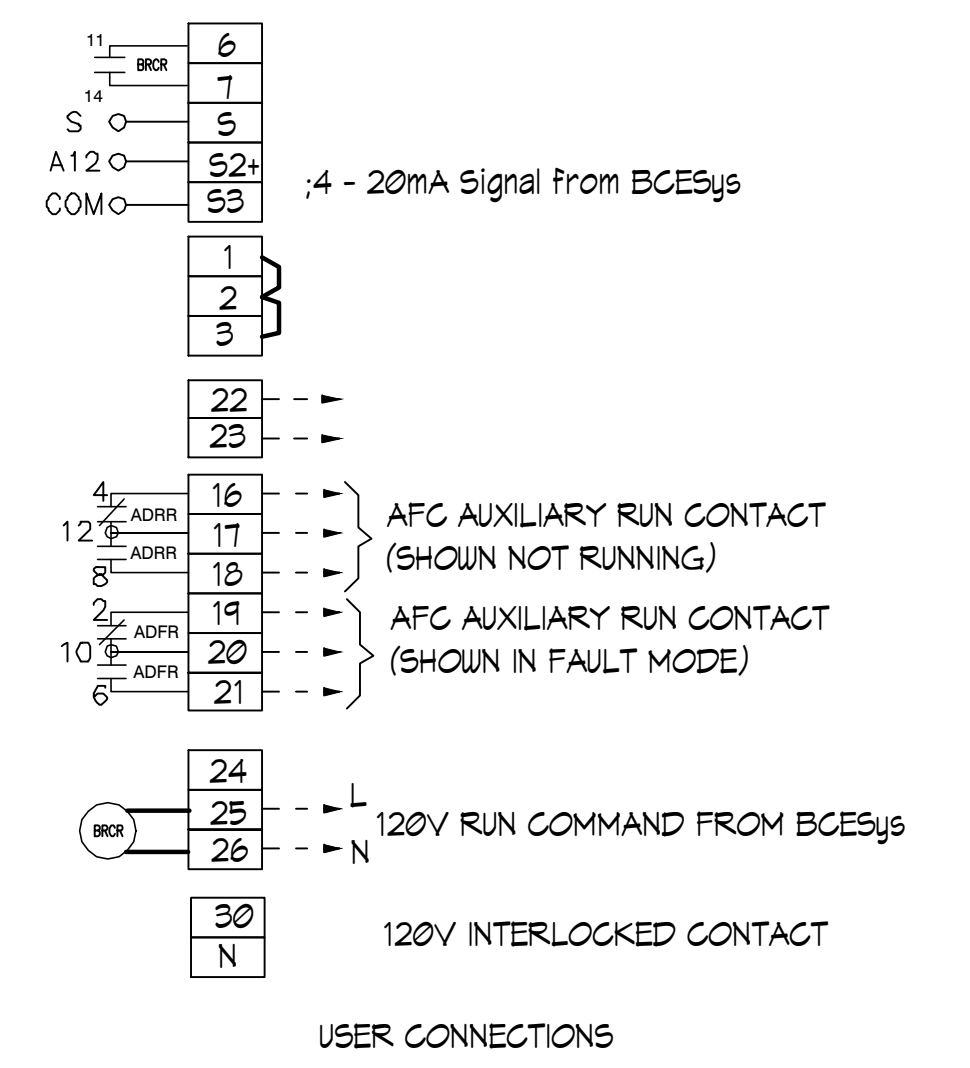 11
6
BRCR
7
14
S S
A12 S2+
;4 - 20mA Signal from BCESys
COM S3
1
2
3
22
23
4 16
ADRR
AFC AUXILIARY RUN CONTACT
12 17
ADRR
(SHOWN NOT RUNNING)
8 18
2 19
AFC AUXILIARY RUN CONTACT
ADFR
10 20
(SHOWN IN FAULT MODE)
ADFR
6 21
24
L
25
BRCR
120V RUN COMMAND FROM BCESys
26
N
30
120V INTERLOCKED CONTACT
N
USER CONNECTIONS